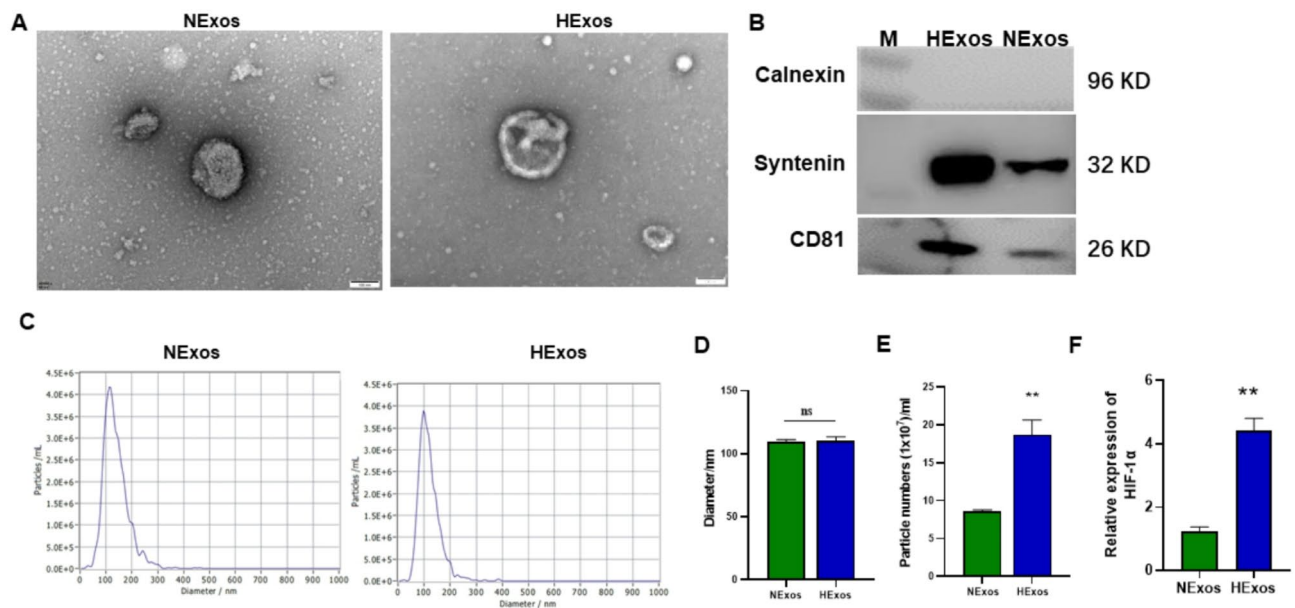 A
NExos
HExos
B
M HExos NExos
Calnexin
96 KD
Syntenin
32 KD
CD81
26 KD
C
NExos
4.5E+6
4.0E+6
3.5E+6
3.0E+6
2.5E+6
2.0E+6
1.5E+6
1.0E+6
5.0E+5
0.0E+0
Particles /mL
0 100 200 300 400 500 600 700 800 900 1000
Diameter / nm
HExos
4.5E+6
4.0E+6
3.5E+6
3.0E+6
2.5E+6
2.0E+6
1.5E+6
1.0E+6
5.0E+5
0.0E+0
Particles /mL
0 100 200 300 400 500 600 700 800 900 1000
Diameter / nm
D
150
100
50
0
Diameter/nm
ns
NExos HExos
E
25
20
15
10
5
0
Particle numbers (1x10⁷)/ml
**
NExos HExos
F
6
4
2
0
Relative expression of
HIF-1α
**
NExos HExos